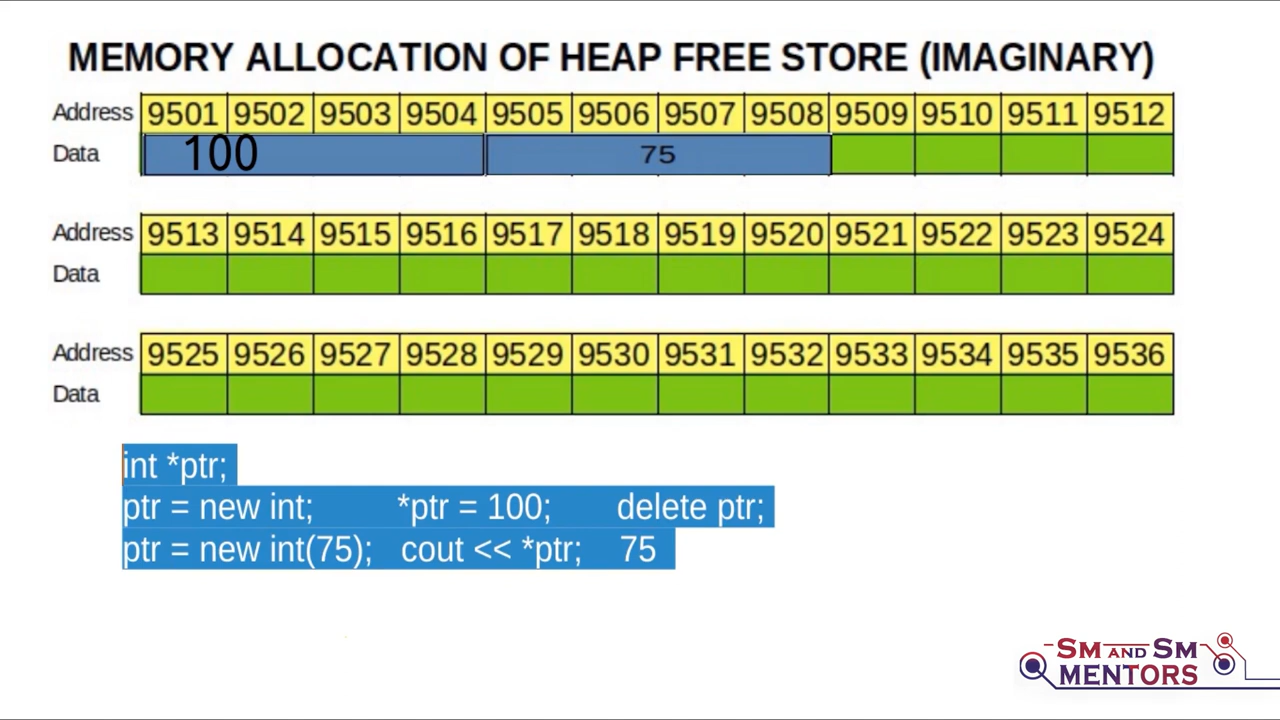 MEMORY ALLOCATION OF HEAP FREE STORE (IMAGINARY)
Address 9501 9502 9503 9504 9505 9506 9507 9508 9509 9510 9511 9512
Data 100 75
Address 9513 9514 9515 9516 9517 9518 9519 9520 9521 9522 9523 9524
Data
Address 9525 9526 9527 9528 9529 9530 9531 9532 9533 9534 9535 9536
Data
int *ptr;
ptr = new int; *ptr = 100; delete ptr;
ptr = new int(75); cout << *ptr; 75
SM AND SM
MENTORS